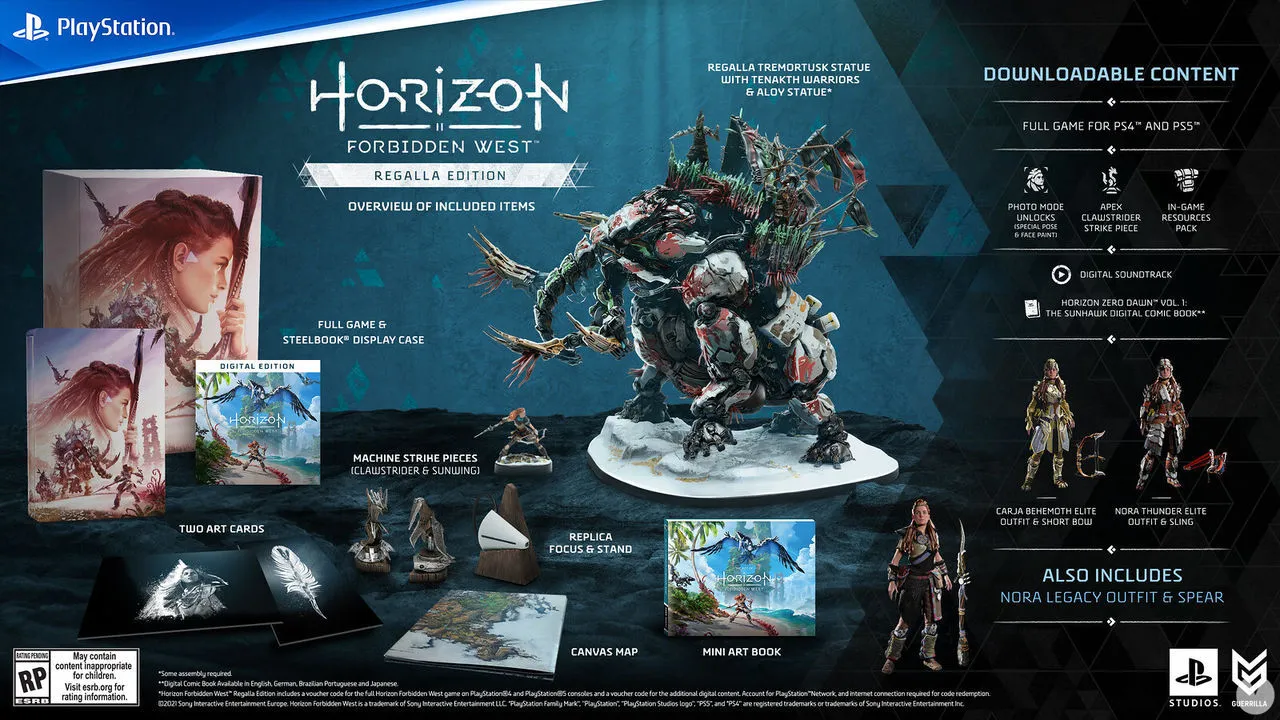 PlayStation®
HORIZON
FORBIDDEN WEST™
REGALLA EDITION
OVERVIEW OF INCLUDED ITEMS
REGALLA TREMORTUSK STATUE
WITH TENAKTH WARRIORS
& ALOY STATUE*
FULL GAME &
STEELBOOK® DISPLAY CASE
DIGITAL EDITION
HORIZON
FORBIDDEN WEST
MACHINE STRIKE PIECES
(CLAWSTRIDER & SUNWING)
TWO ART CARDS
REPLICA
FOCUS & STAND
CANVAS MAP
HORIZON
FORBIDDEN WEST
MINI ART BOOK
DOWNLOADABLE CONTENT
FULL GAME FOR PS4™ AND PS5™
PHOTO MODE
UNLOCKS
(SPECIAL POSE
& FACE PAINT)
APEX
CLAWSTRIDER
STRIKE PIECE
IN-GAME
RESOURCES
PACK
DIGITAL SOUNDTRACK
HORIZON ZERO DAWN™ VOL. 1:
THE SUNHAWK DIGITAL COMIC BOOK**
CARJA BEHEMOTH ELITE
OUTFIT & SHORT BOW
NORA THUNDER ELITE
OUTFIT & SLING
ALSO INCLUDES
NORA LEGACY OUTFIT & SPEAR
RATING PENDING
RP
ESRB
May contain
content inappropriate
for children.
Visit esrb.org for
rating information.
*Some assembly required.
**Digital Comic Book Available in English, German, Brazilian Portuguese and Japanese.
*Horizon Forbidden West™ Regalla Edition includes a voucher code for the full Horizon Forbidden West game on PlayStation®4 and PlayStation®5 consoles and a voucher code for the additional digital content. Account for PlayStation™Network, and internet connection required for code redemption.
©2021 Sony Interactive Entertainment Europe. Horizon Forbidden West is a trademark of Sony Interactive Entertainment LLC. "PlayStation Family Mark", "PlayStation", "PlayStation Studios logo", "PS5", and "PS4" are registered trademarks or trademarks of Sony Interactive Entertainment Inc.
STUDIOS™
GUERRILLA